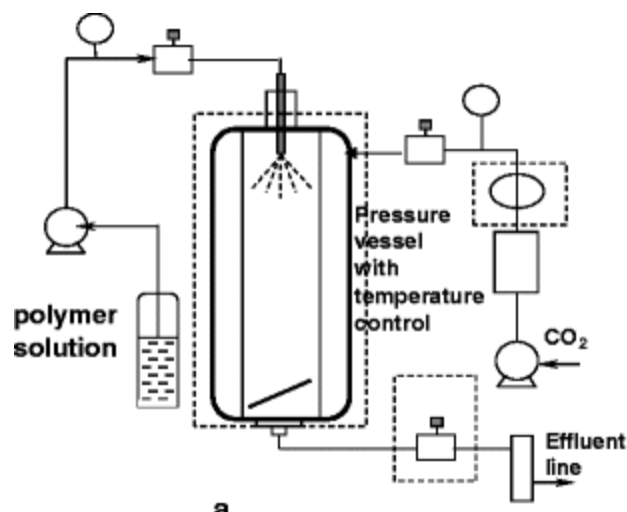 polymer
solution
Pressure
vessel
with
temperature
control
CO₂
Effluent
line
a